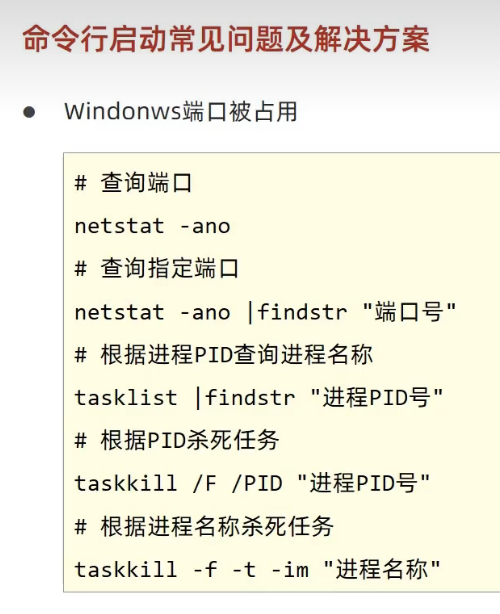 命令行启动常见问题及解决方案
● Windonws端口被占用
# 查询端口
netstat -ano
# 查询指定端口
netstat -ano |findstr "端口号"
# 根据进程PID查询进程名称
tasklist |findstr "进程PID号"
# 根据PID杀死任务
taskkill /F /PID "进程PID号"
# 根据进程名称杀死任务
taskkill -f -t -im "进程名称"